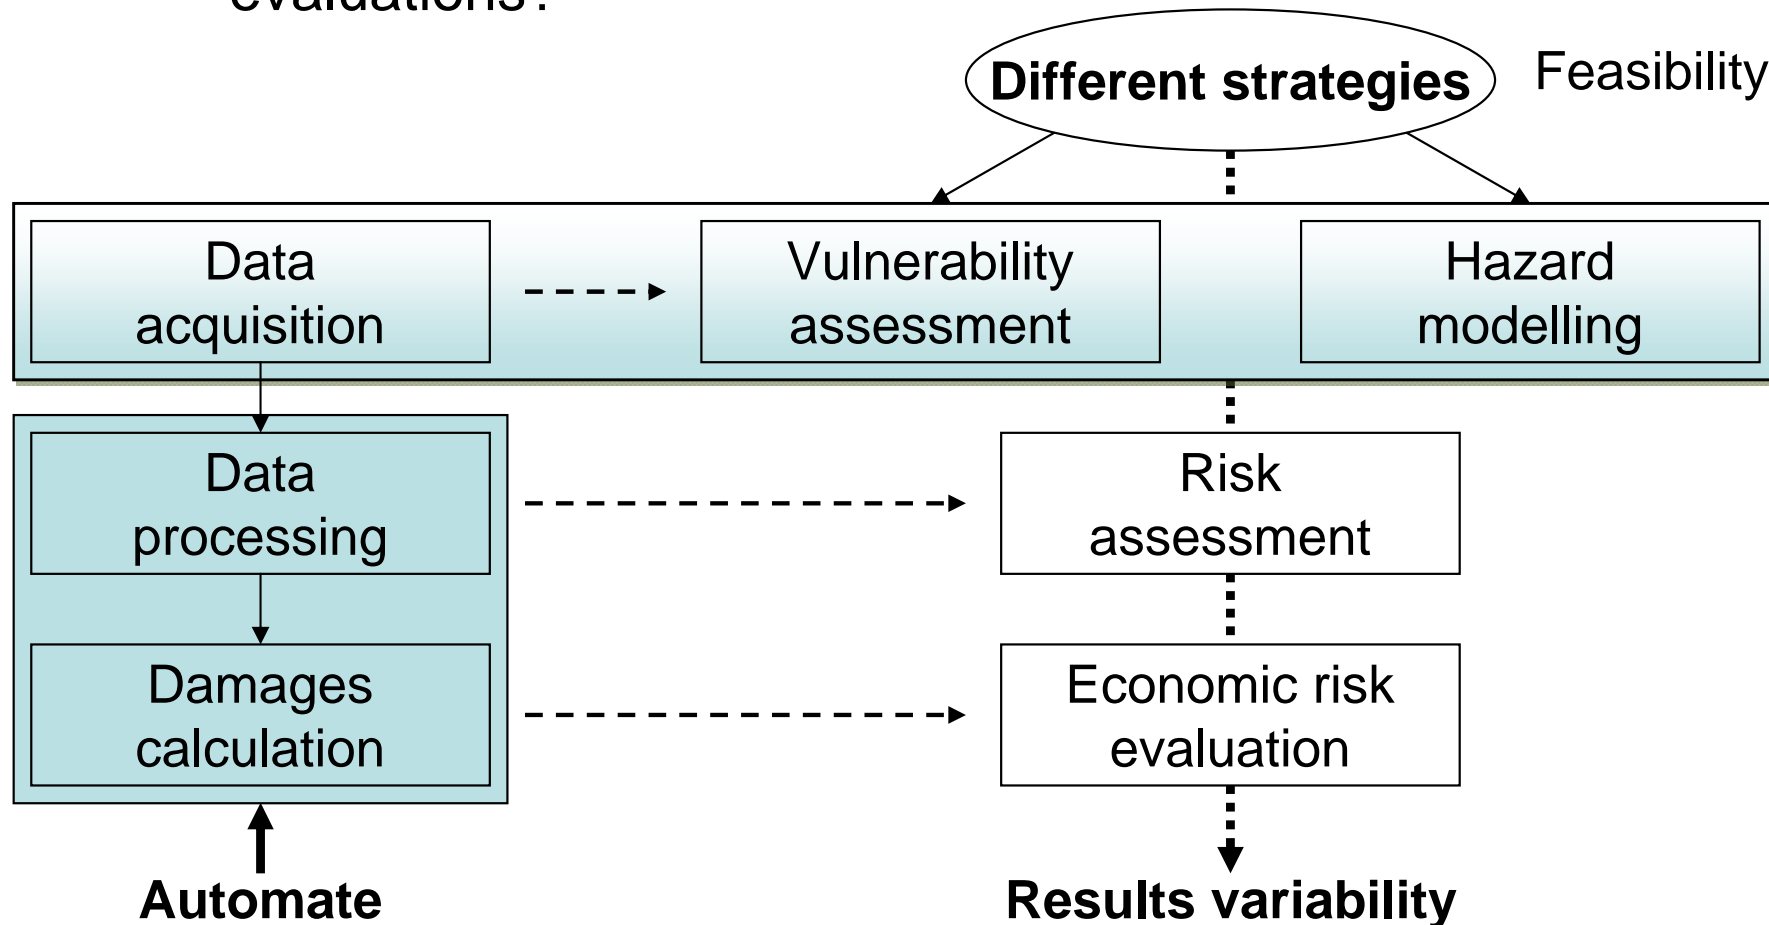 evaluations?
Different strategies
Feasibility
Data
acquisition
Vulnerability
assessment
Hazard
modelling
Data
processing
Risk
assessment
Damages
calculation
Economic risk
evaluation
Automate
Results variability